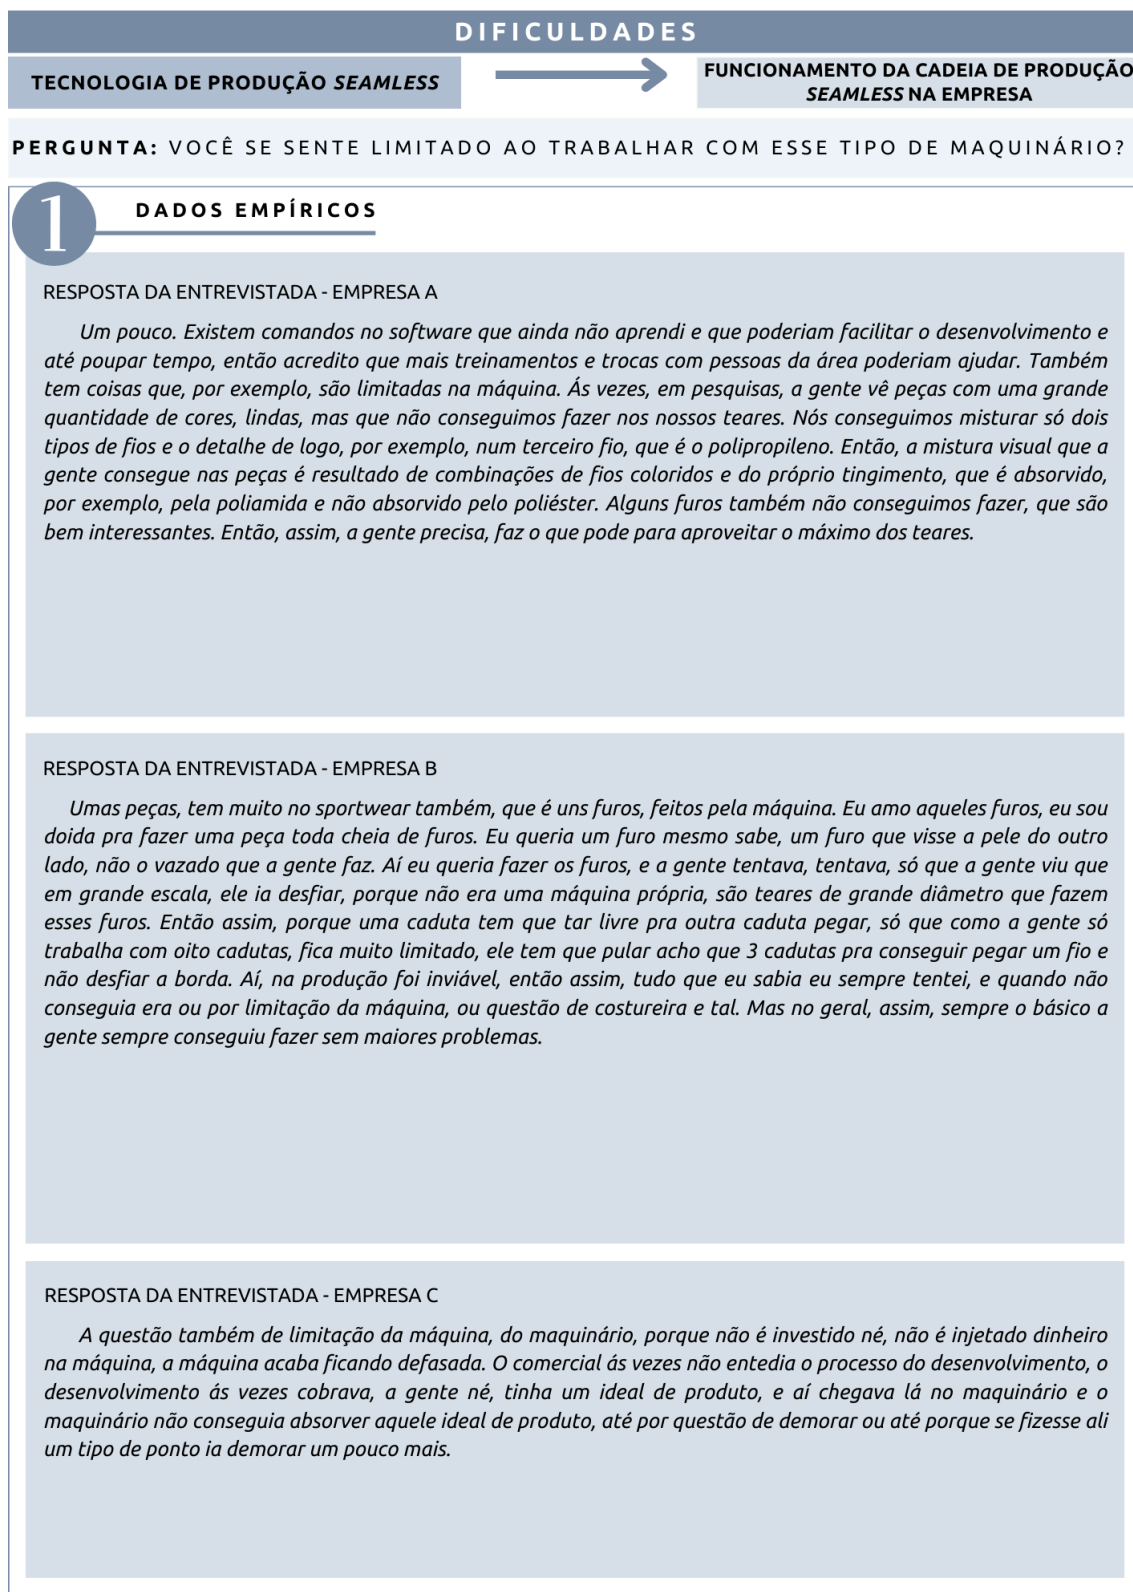 DIFICULDADES
TECNOLOGIA DE PRODUÇÃO SEAMLESS
FUNCIONAMENTO DA CADEIA DE PRODUÇÃO
SEAMLESS NA EMPRESA
PERGUNTA: VOCÊ SE SENTE LIMITADO AO TRABALHAR COM ESSE TIPO DE MAQUINÁRIO?
1
DADOS EMPÍRICOS
RESPOSTA DA ENTREVISTADA - EMPRESA A
Um pouco. Existem comandos no software que ainda não aprendi e que poderiam facilitar o desenvolvimento e
até poupar tempo, então acredito que mais treinamentos e trocas com pessoas da área poderiam ajudar. Também
tem coisas que, por exemplo, são limitadas na máquina. Ás vezes, em pesquisas, a gente vê peças com uma grande
quantidade de cores, lindas, mas que não conseguimos fazer nos nossos teares. Nós conseguimos misturar só dois
tipos de fios e o detalhe de logo, por exemplo, num terceiro fio, que é o polipropileno. Então, a mistura visual que a
gente consegue nas peças é resultado de combinações de fios coloridos e do próprio tingimento, que é absorvido,
por exemplo, pela poliamida e não absorvido pelo poliéster. Alguns furos também não conseguimos fazer, que são
bem interessantes. Então, assim, a gente precisa, faz o que pode para aproveitar o máximo dos teares.
RESPOSTA DA ENTREVISTADA - EMPRESA B
Umas peças, tem muito no sportwear também, que é uns furos, feitos pela máquina. Eu amo aqueles furos, eu sou
doida pra fazer uma peça toda cheia de furos. Eu queria um furo mesmo sabe, um furo que visse a pele do outro
lado, não o vazado que a gente faz. Aí eu queria fazer os furos, e a gente tentava, tentava, só que a gente viu que
em grande escala, ele ia desfiar, porque não era uma máquina própria, são teares de grande diâmetro que fazem
esses furos. Então assim, porque uma caduta tem que tar livre pra outra caduta pegar, só que como a gente só
trabalha com oito cadutas, fica muito limitado, ele tem que pular acho que 3 cadutas pra conseguir pegar um fio e
não desfiar a borda. Aí, na produção foi inviável, então assim, tudo que eu sabia eu sempre tentei, e quando não
conseguia era ou por limitação da máquina, ou questão de costureira e tal. Mas no geral, assim, sempre o básico a
gente sempre conseguiu fazer sem maiores problemas.
RESPOSTA DA ENTREVISTADA - EMPRESA C
A questão também de limitação da máquina, do maquinário, porque não é investido né, não é injetado dinheiro
na máquina, a máquina acaba ficando defasada. O comercial ás vezes não entedia o processo do desenvolvimento, o
desenvolvimento ás vezes cobrava, a gente né, tinha um ideal de produto, e aí chegava lá no maquinário e o
maquinário não conseguia absorver aquele ideal de produto, até por questão de demorar ou até porque se fizesse ali
um tipo de ponto ia demorar um pouco mais.